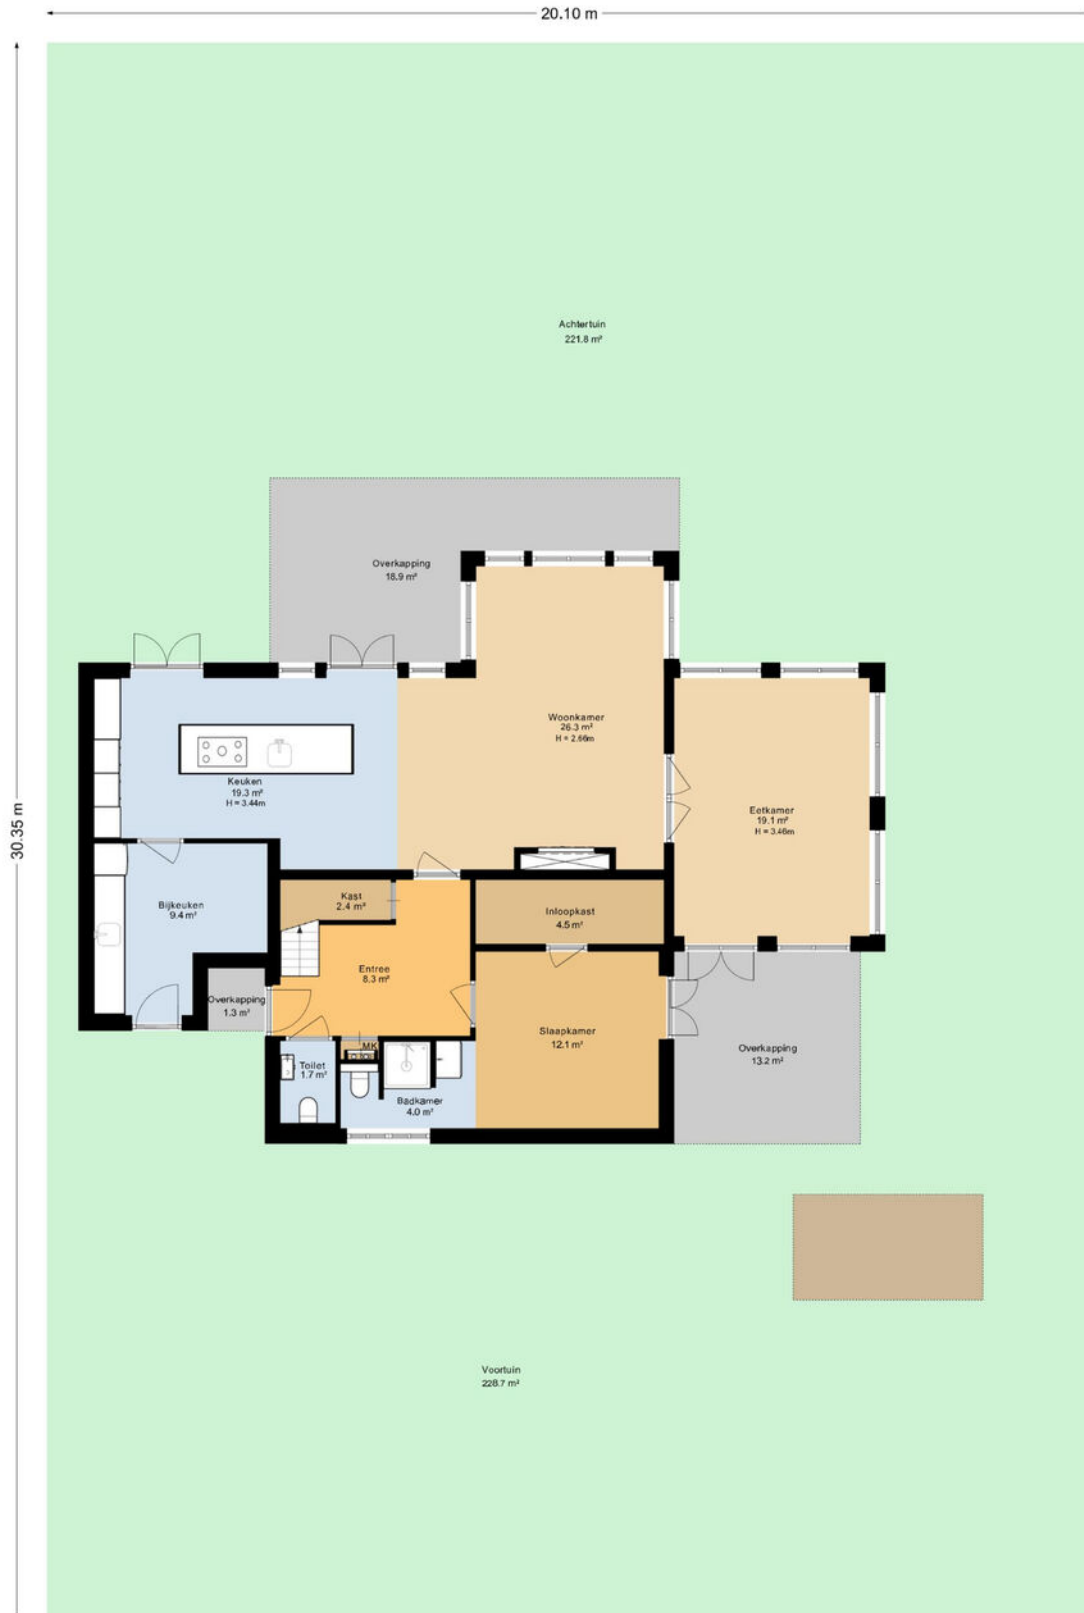 20.10 m
30.35 m
Achtertuin
221.8 m²
Overkapping
18.9 m²
Woonkamer
26.3 m²
H = 2.66m
Keuken
19.3 m²
H = 3.44m
Eetkamer
19.1 m²
H = 3.46m
Bijkeuken
9.4 m²
Kast
2.4 m²
Inloopkast
4.5 m²
Entree
8.3 m²
Overkapping
1.3 m²
Slaapkamer
12.1 m²
MK
Toilet
1.7 m²
Badkamer
4.0 m²
Overkapping
13.2 m²
Voortuin
228.7 m²